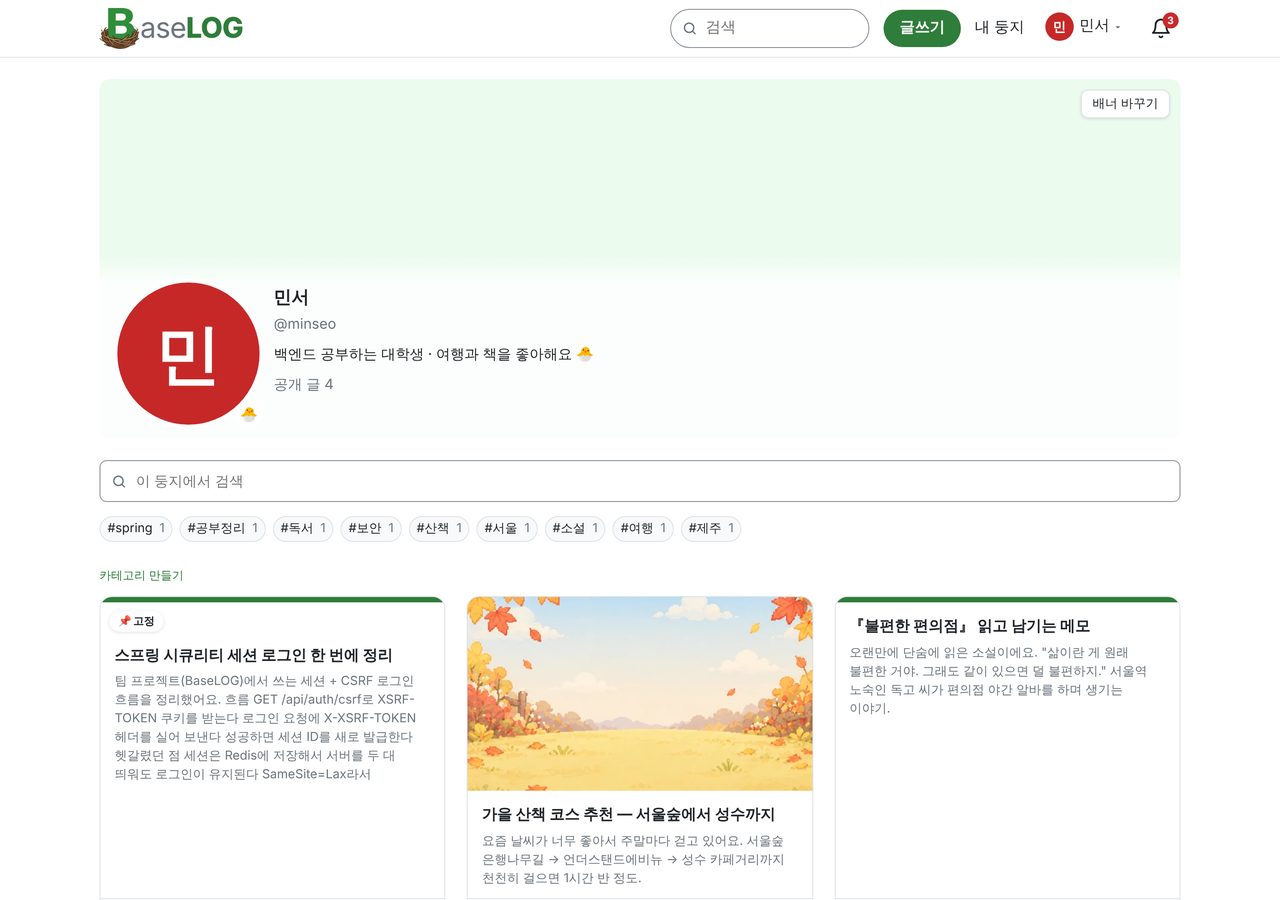 BaseLOG
검색
글쓰기
내 둥지
민
민서
3
배너 바꾸기
민
민서
@minseo
백엔드 공부하는 대학생 · 여행과 책을 좋아해요 🐣
공개 글 4
이 둥지에서 검색
#spring 1
#공부정리 1
#독서 1
#보안 1
#산책 1
#서울 1
#소설 1
#여행 1
#제주 1
카테고리 만들기
📌 고정
스프링 시큐리티 세션 로그인 한 번에 정리
팀 프로젝트(BaseLOG)에서 쓰는 세션 + CSRF 로그인
흐름을 정리했어요. 흐름 GET /api/auth/csrf로 XSRF-
TOKEN 쿠키를 받는다 로그인 요청에 X-XSRF-TOKEN
헤더를 실어 보낸다 성공하면 세션 ID를 새로 발급한다
헷갈렸던 점 세션은 Redis에 저장해서 서버를 두 대
띄워도 로그인이 유지된다 SameSite=Lax라서
가을 산책 코스 추천 — 서울숲에서 성수까지
요즘 날씨가 너무 좋아서 주말마다 걷고 있어요. 서울숲
은행나무길 → 언더스탠드에비뉴 → 성수 카페거리까지
천천히 걸으면 1시간 반 정도.
『불편한 편의점』 읽고 남기는 메모
오랜만에 단숨에 읽은 소설이에요. "삶이란 게 원래
불편한 거야. 그래도 같이 있으면 덜 불편하지." 서울역
노숙인 독고 씨가 편의점 야간 알바를 하며 생기는
이야기.